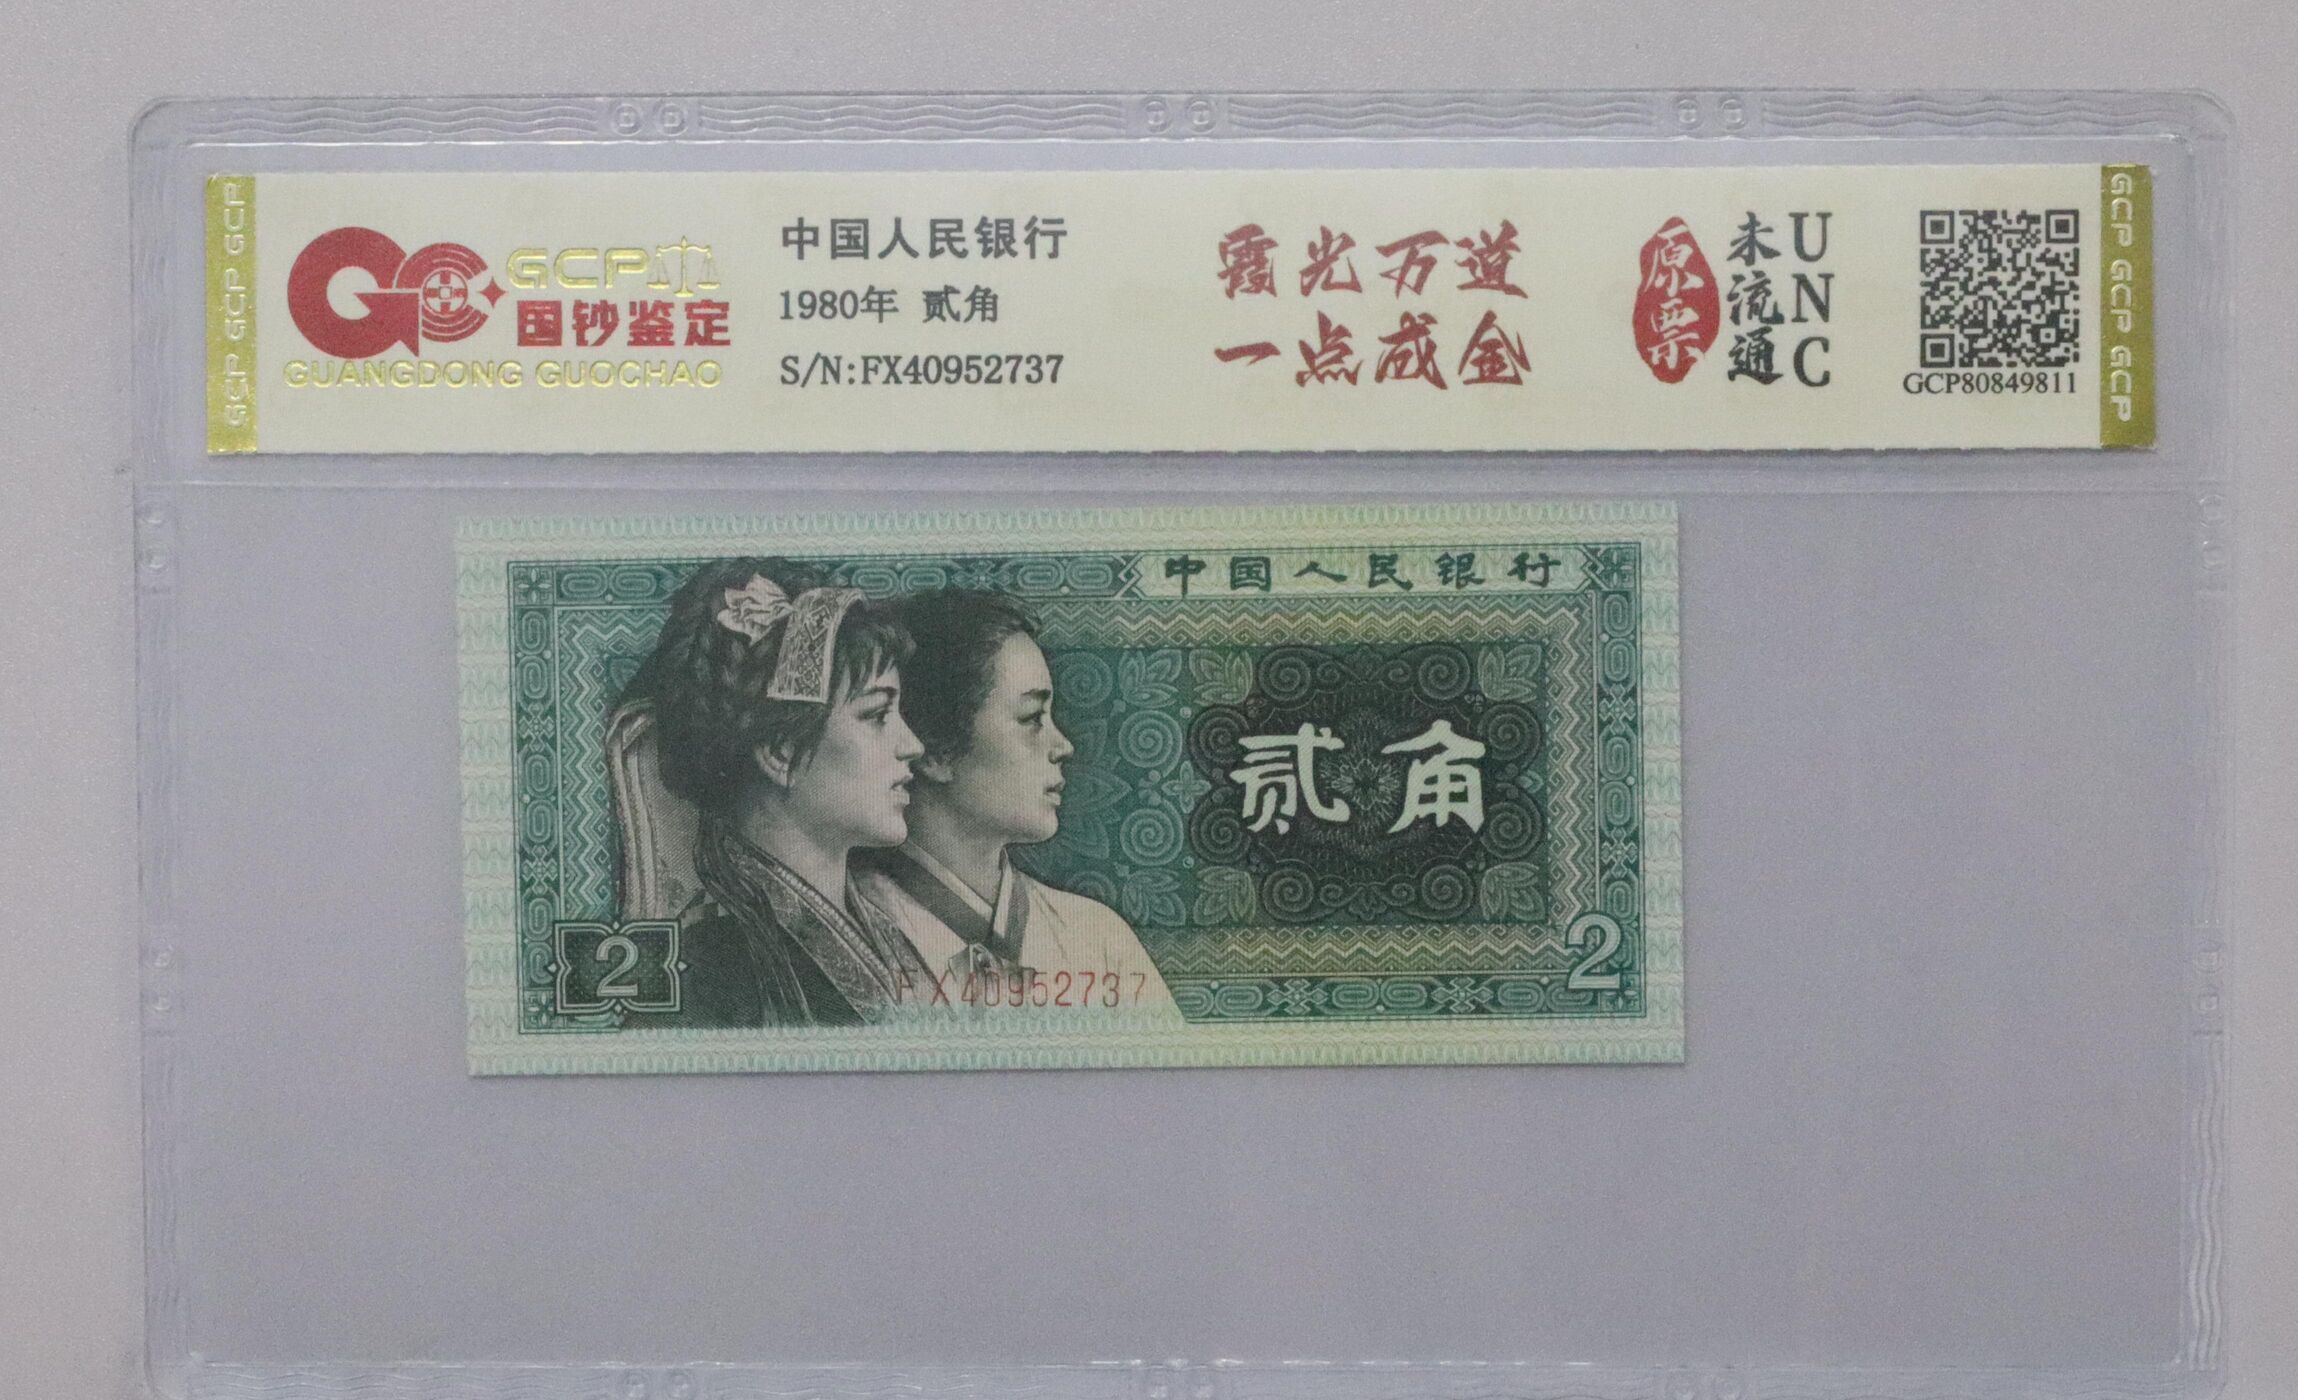 GCP
国钞鉴定
GUANGDONG GUOCHAO
中国人民银行
1980年 贰角
S/N:FX40952737
霞光万道
一点成金
原票
未流通
UNC
GCP80849811
GCP GCP GCP
GCP GCP GCP
中国人民银行
贰角
2
2
FX40952737